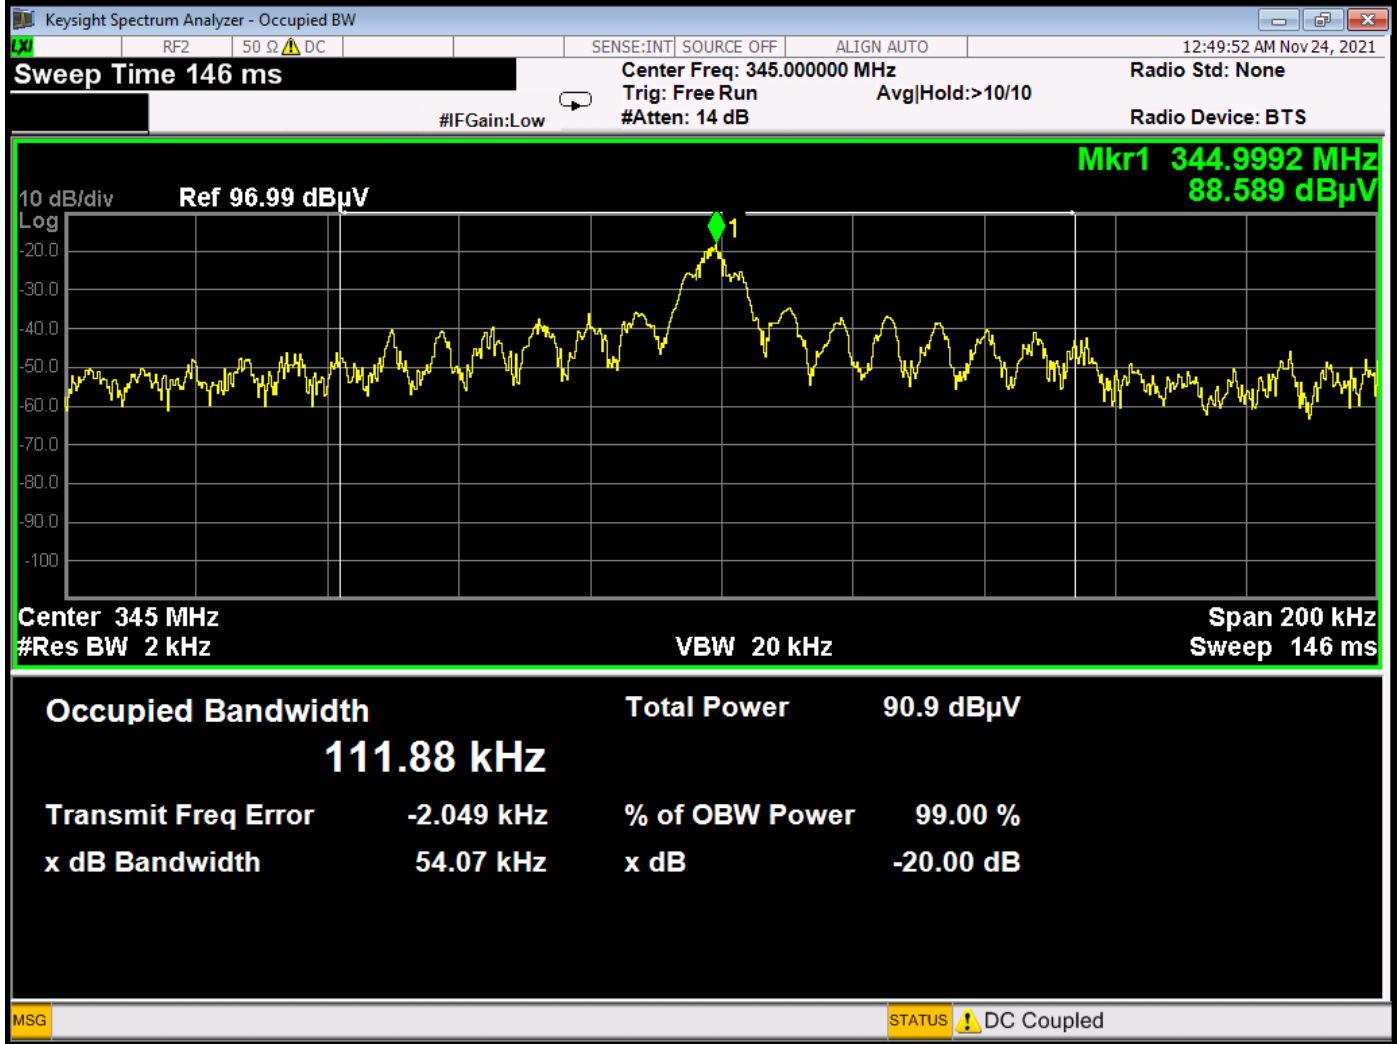 Keysight Spectrum Analyzer - Occupied BW
LXI RF2 50 Ω DC SENSE:INT SOURCE OFF ALIGN AUTO 12:49:52 AM Nov 24, 2021
Sweep Time 146 ms Center Freq: 345.000000 MHz Radio Std: None
Trig: Free Run Avg|Hold:>10/10
#IFGain:Low #Atten: 14 dB Radio Device: BTS
Mkr1 344.9992 MHz
88.589 dBµV
10 dB/div Ref 96.99 dBµV
Log
1
-20.0
-30.0
-40.0
-50.0
-60.0
-70.0
-80.0
-90.0
-100
Center 345 MHz Span 200 kHz
#Res BW 2 kHz VBW 20 kHz Sweep 146 ms
Occupied Bandwidth Total Power 90.9 dBµV
111.88 kHz
Transmit Freq Error -2.049 kHz % of OBW Power 99.00 %
x dB Bandwidth 54.07 kHz x dB -20.00 dB
MSG STATUS DC Coupled